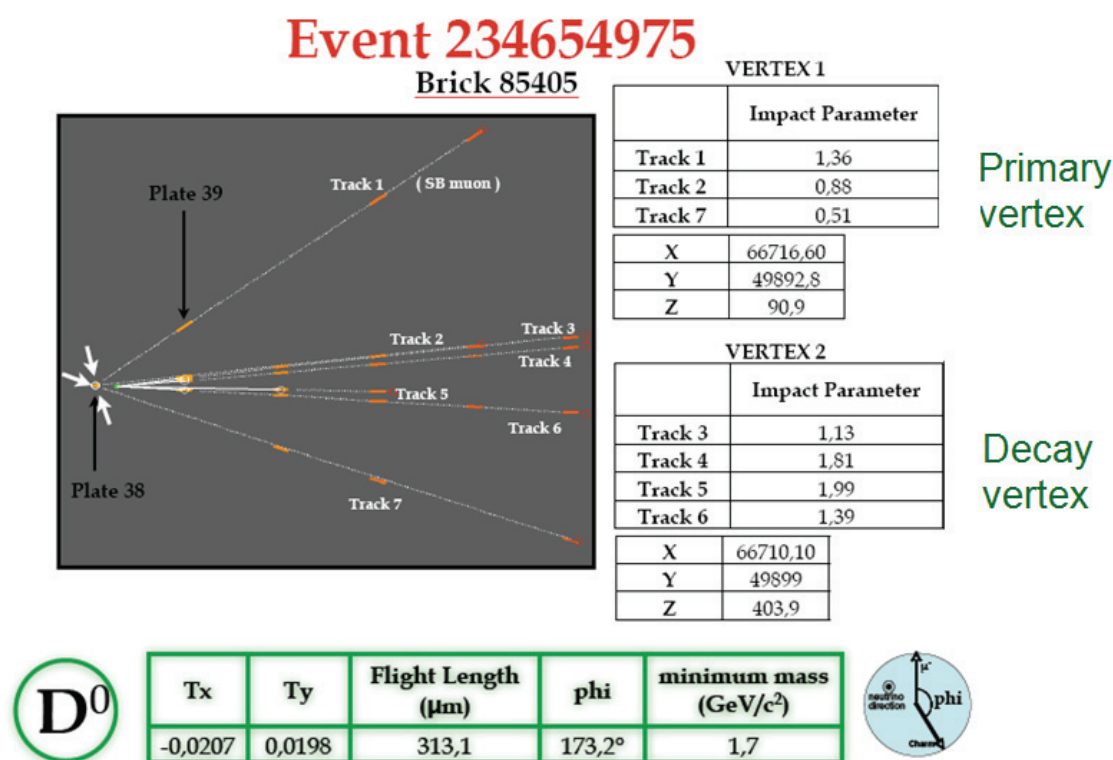 Event 234654975
Brick 85405
Plate 39
Track 1 ( SB muon )
Track 2
Track 3
Track 4
Track 5
Track 6
Track 7
Plate 38
VERTEX 1
Impact Parameter
Track 1 1,36
Track 2 0,88
Track 7 0,51
X 66716,60
Y 49892,8
Z 90,9
Primary
vertex
VERTEX 2
Impact Parameter
Track 3 1,13
Track 4 1,81
Track 5 1,99
Track 6 1,39
X 66710,10
Y 49899
Z 403,9
Decay
vertex
D⁰
Tx Ty Flight Length (μm) phi minimum mass (GeV/c²)
-0,0207 0,0198 313,1 173,2° 1,7
μ⁻
neutrino
direction
phi
Charm